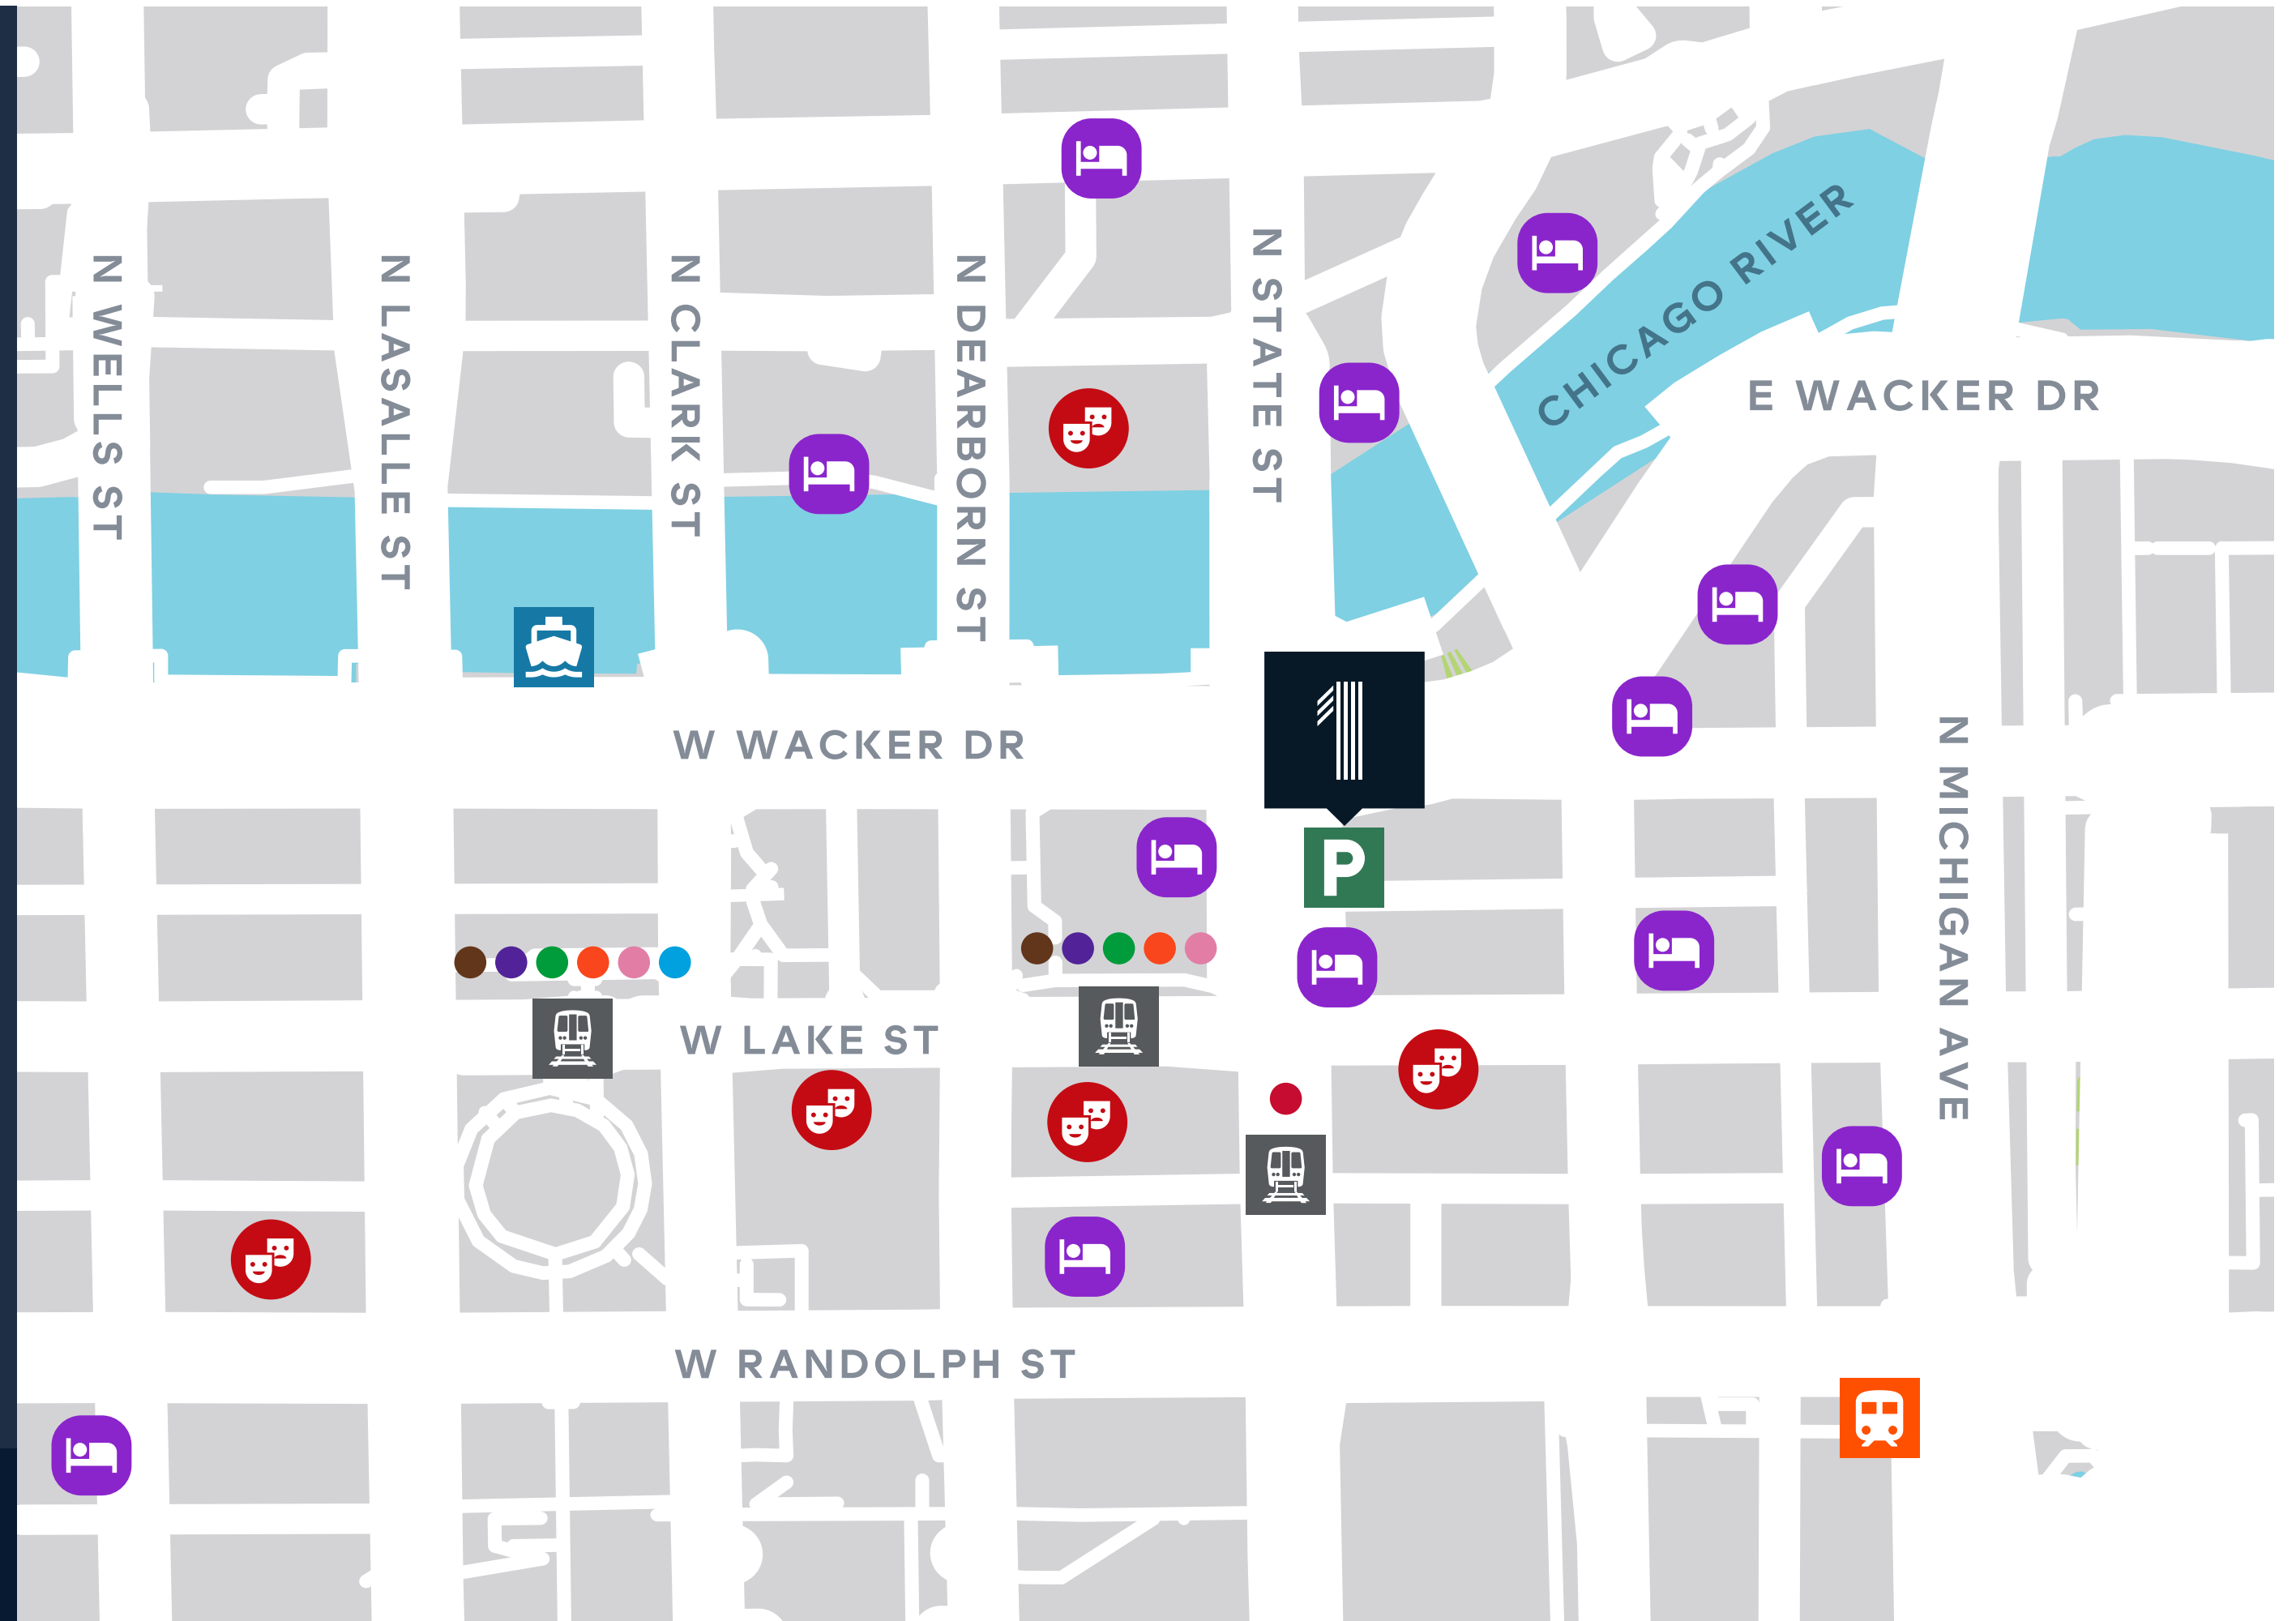 N WELLS ST
N LASALLE ST
N CLARK ST
N DEARBORN ST
N STATE ST
CHICAGO RIVER
E WACKER DR
W WACKER DR
1
P
N MICHIGAN AVE
W LAKE ST
W RANDOLPH ST